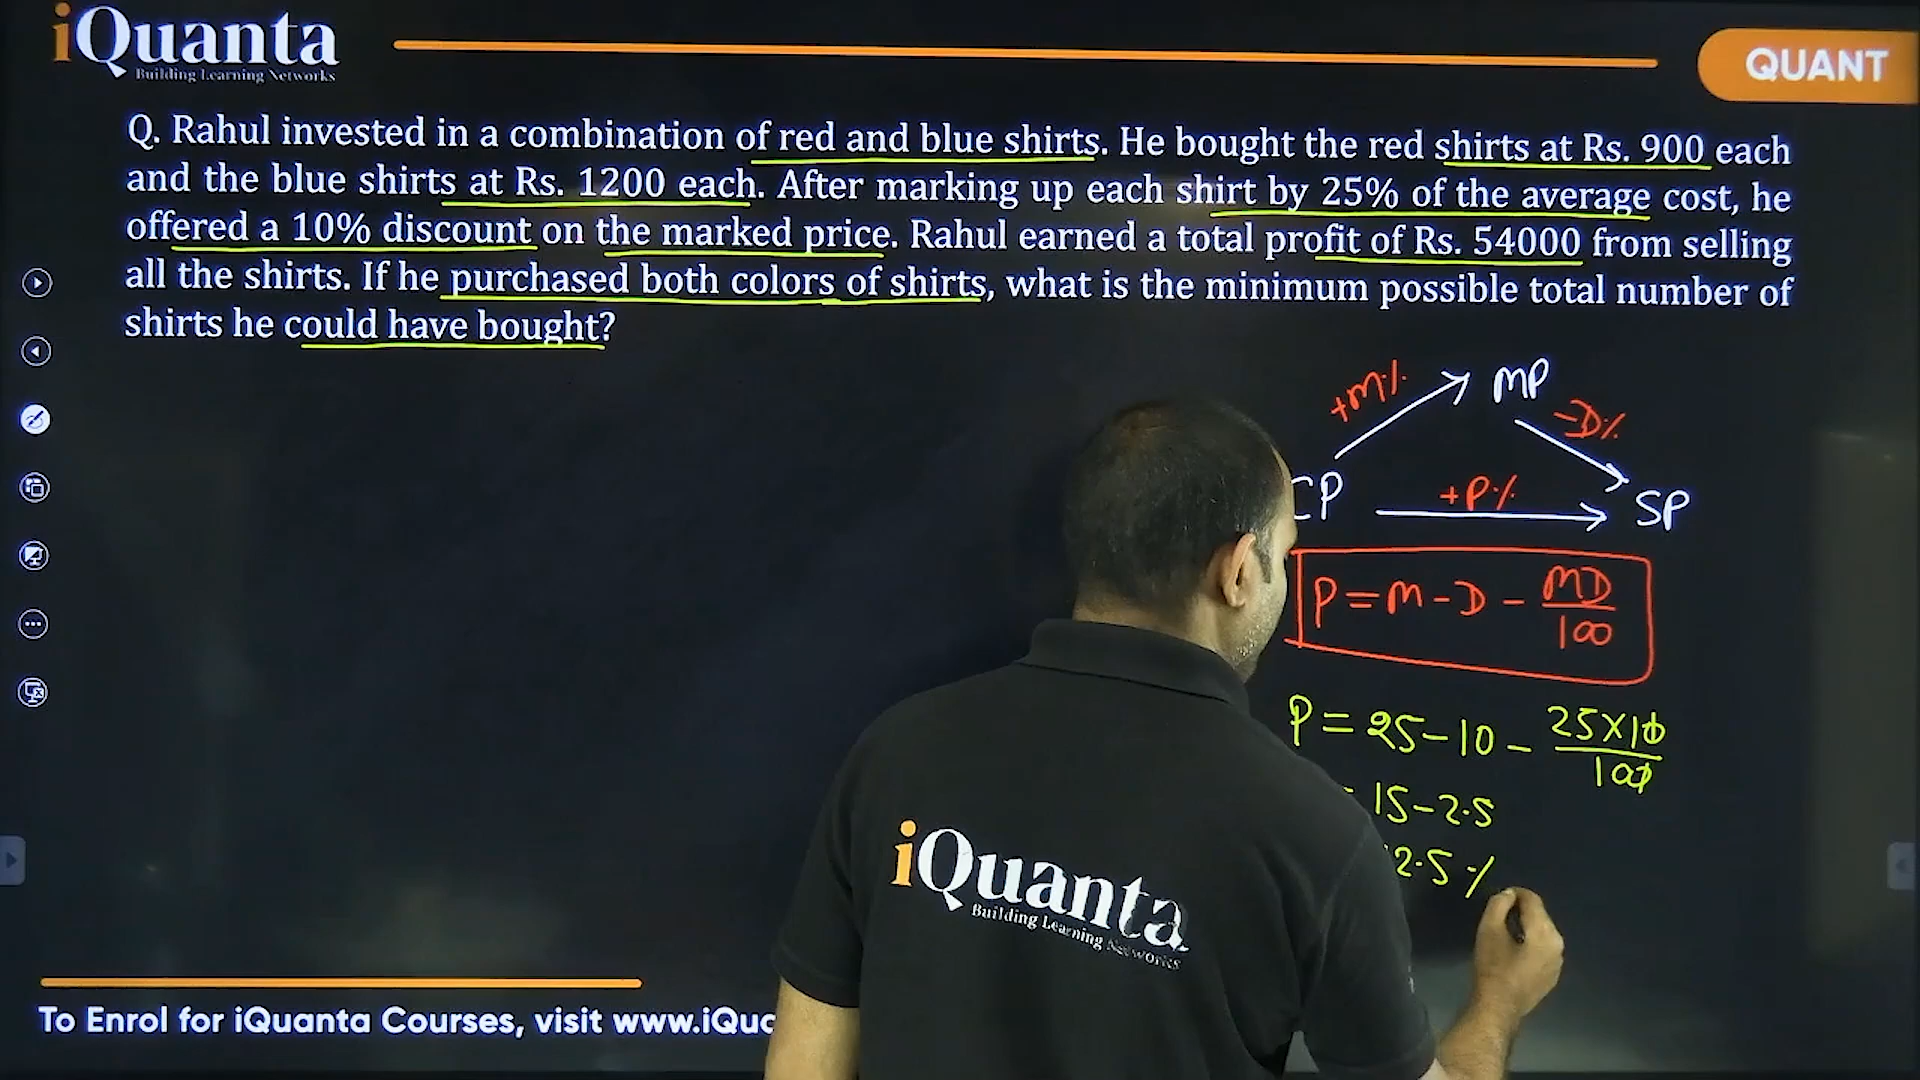 iQuanta
Building Learning Networks
QUANT
Q. Rahul invested in a combination of red and blue shirts. He bought the red shirts at Rs. 900 each
and the blue shirts at Rs. 1200 each. After marking up each shirt by 25% of the average cost, he
offered a 10% discount on the marked price. Rahul earned a total profit of Rs. 54000 from selling
all the shirts. If he purchased both colors of shirts, what is the minimum possible total number of
shirts he could have bought?
+M% MP -D%
CP +P% SP
P = M - D - MD/100
P = 25 - 10 - 25×10/100
= 15 - 2.5
2.5%
iQuanta
Building Learning Networks
To Enrol for iQuanta Courses, visit